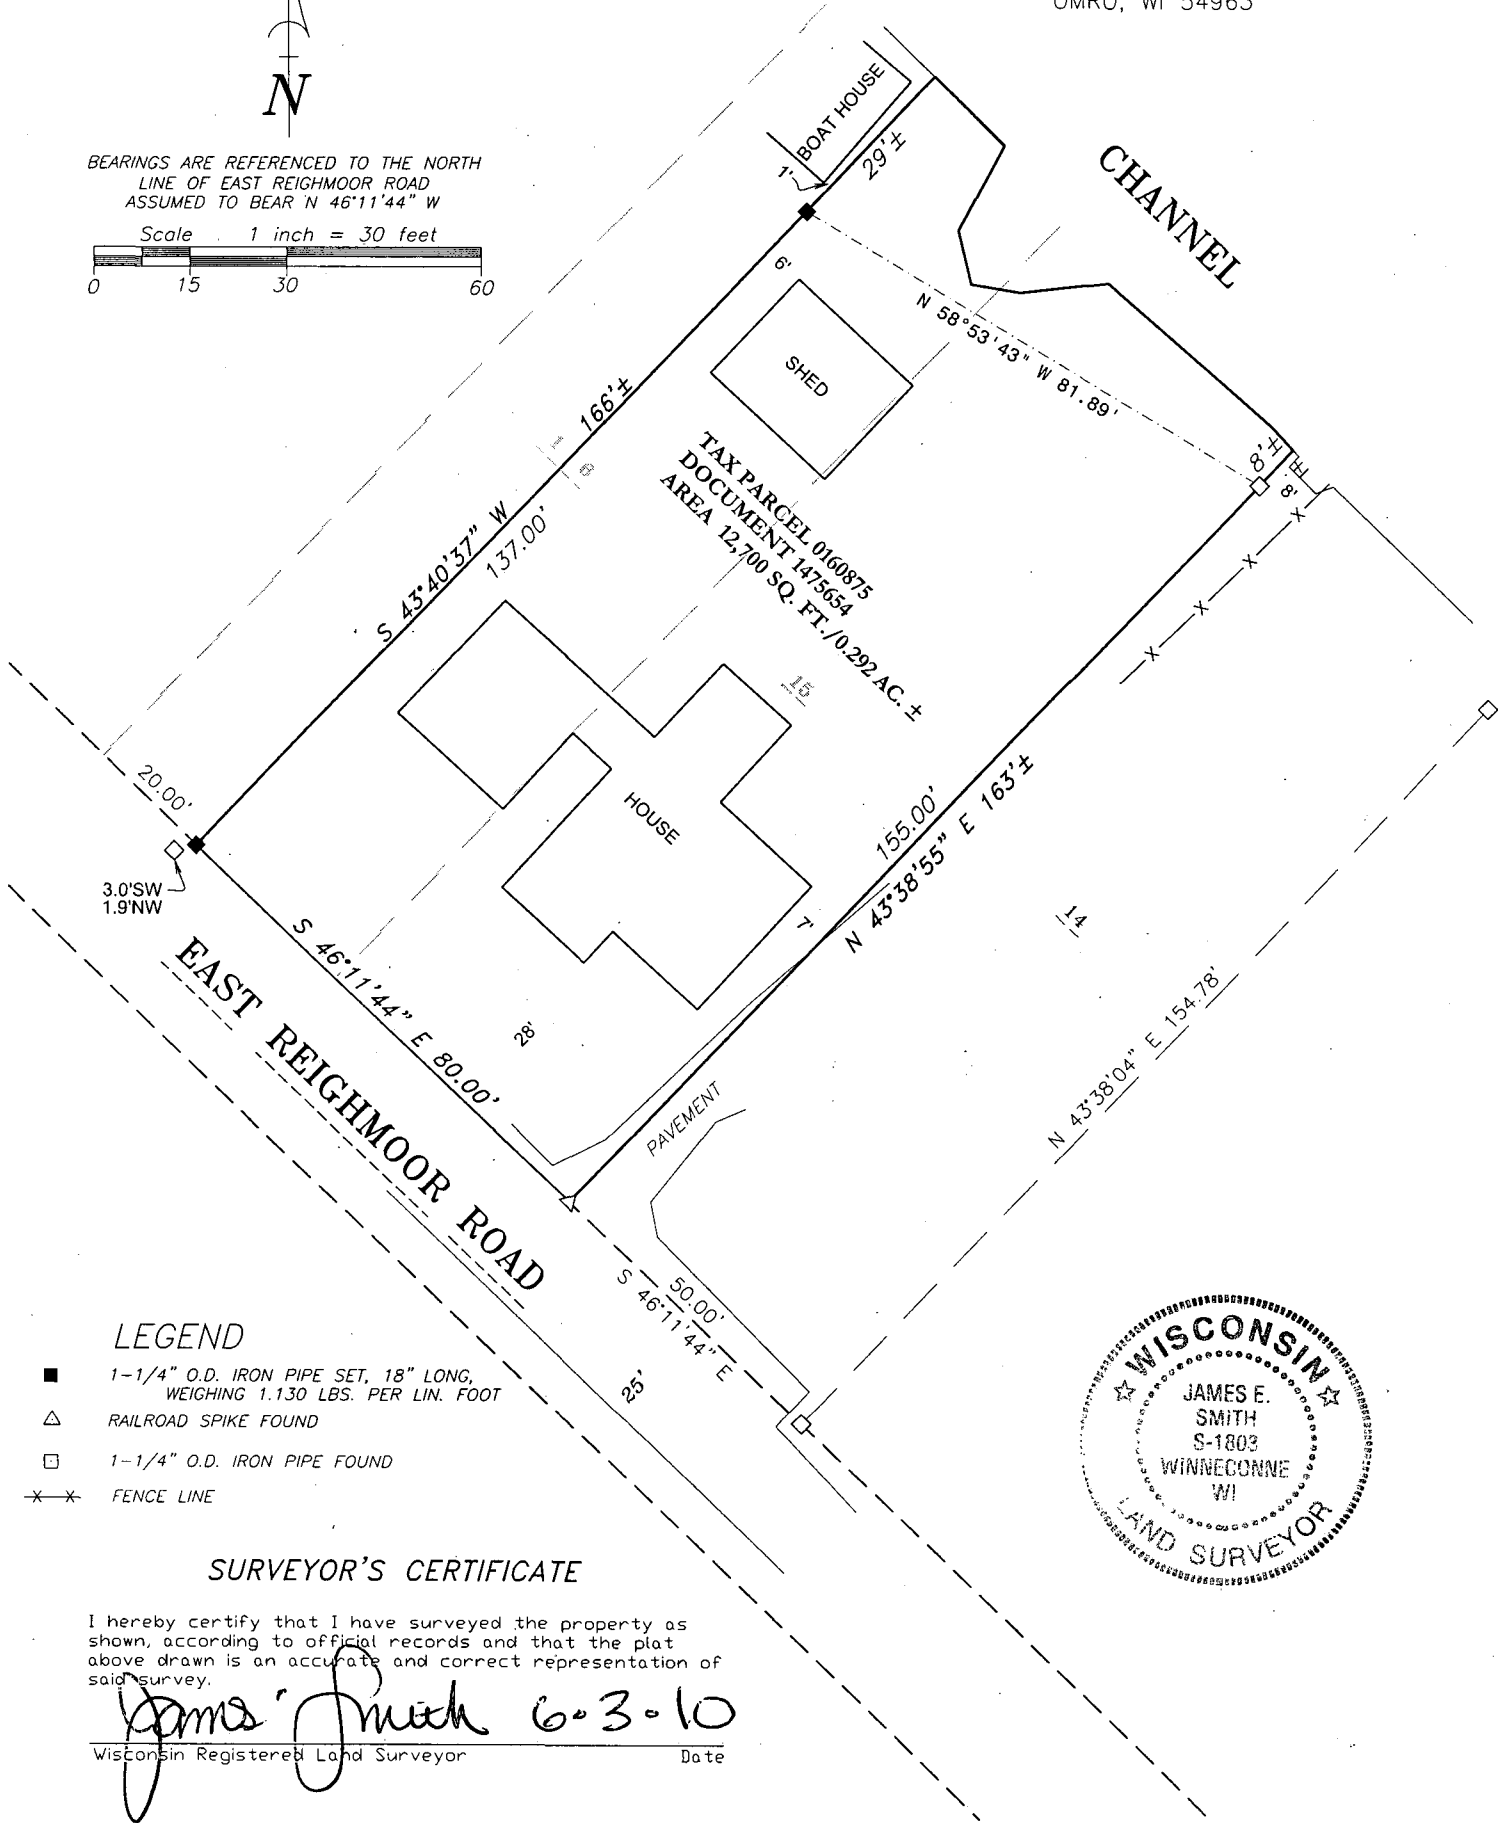 OMRO, WI 54963
N
BEARINGS ARE REFERENCED TO THE NORTH
LINE OF EAST REIGHMOOR ROAD
ASSUMED TO BEAR N 46°11'44" W
Scale 1 inch = 30 feet
0 15 30 60
BOAT HOUSE
29'±
1'
CHANNEL
6'
SHED
N 58°53'43" W 81.89'
8'
8'
166'±
S 43°40'37" W
137.00'
6
TAX PARCEL 0160875
DOCUMENT 1475654
AREA 12,700 SQ. FT./0.292 AC. ±
15
20.00'
HOUSE
3.0'SW
1.9'NW
155.00'
N 43°38'55" E 163'±
7'
14
28'
S 46°11'44" E 80.00'
EAST REIGHMOOR ROAD
PAVEMENT
N 43°38'04" E 154.78'
50.00'
S 46°11'44" E
25'
LEGEND
1-1/4" O.D. IRON PIPE SET, 18" LONG,
WEIGHING 1.130 LBS. PER LIN. FOOT
RAILROAD SPIKE FOUND
1-1/4" O.D. IRON PIPE FOUND
X X FENCE LINE
WISCONSIN
JAMES E.
SMITH
S-1803
WINNECONNE
WI
LAND SURVEYOR
SURVEYOR'S CERTIFICATE
I hereby certify that I have surveyed the property as
shown, according to official records and that the plat
above drawn is an accurate and correct representation of
said survey.
James Smith 6-3-10
Wisconsin Registered Land Surveyor Date